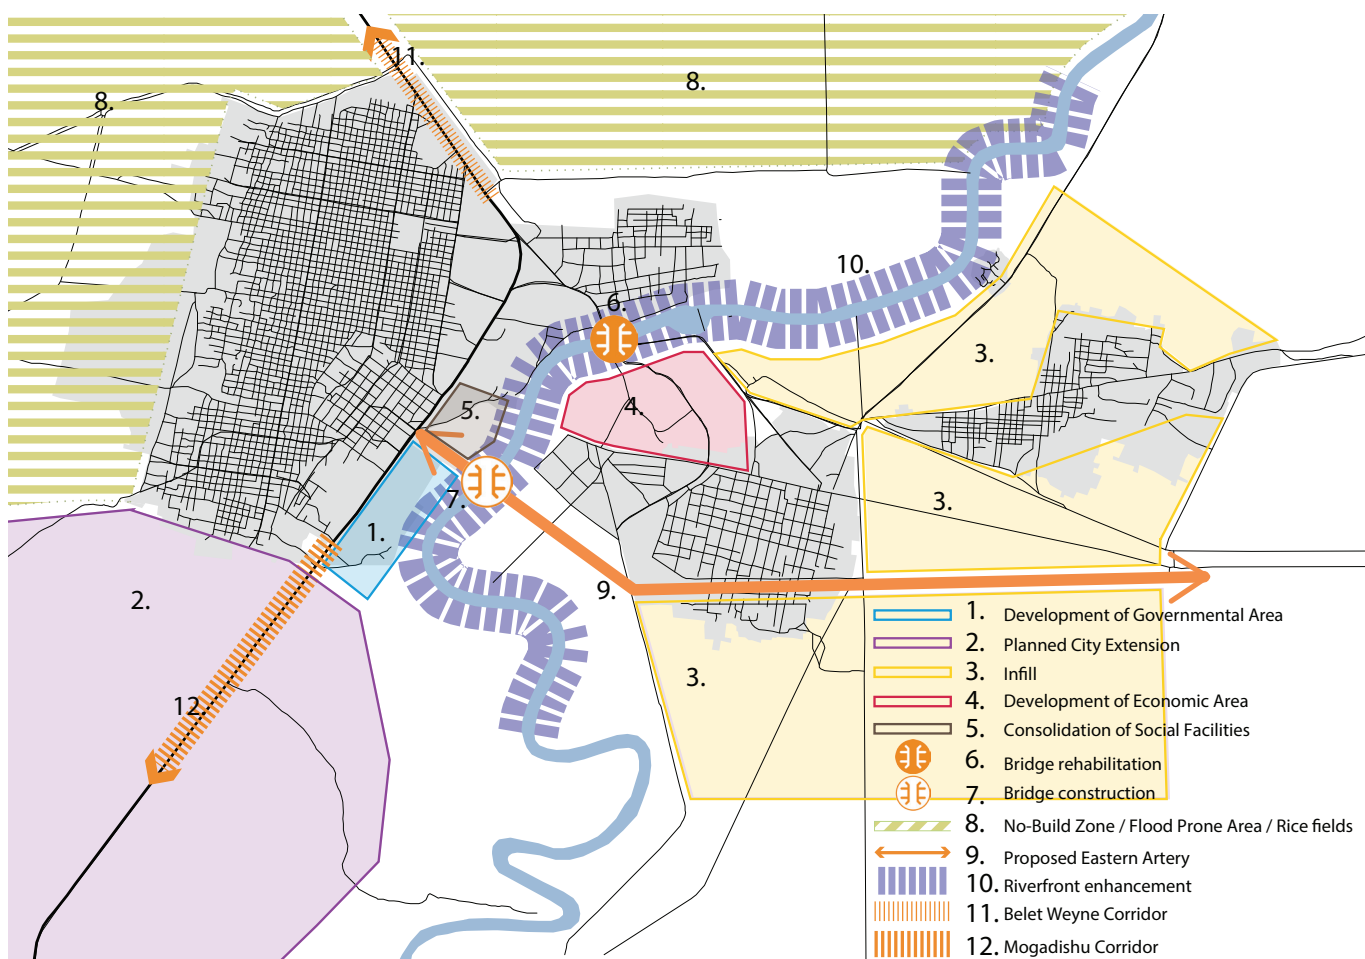 11.
8.
8.
10.
6.
3.
4.
5.
3.
7.
1.
9.
2.
3.
12.
1. Development of Governmental Area
2. Planned City Extension
3. Infill
4. Development of Economic Area
5. Consolidation of Social Facilities
6. Bridge rehabilitation
7. Bridge construction
8. No-Build Zone / Flood Prone Area / Rice fields
9. Proposed Eastern Artery
10. Riverfront enhancement
11. Belet Weyne Corridor
12. Mogadishu Corridor